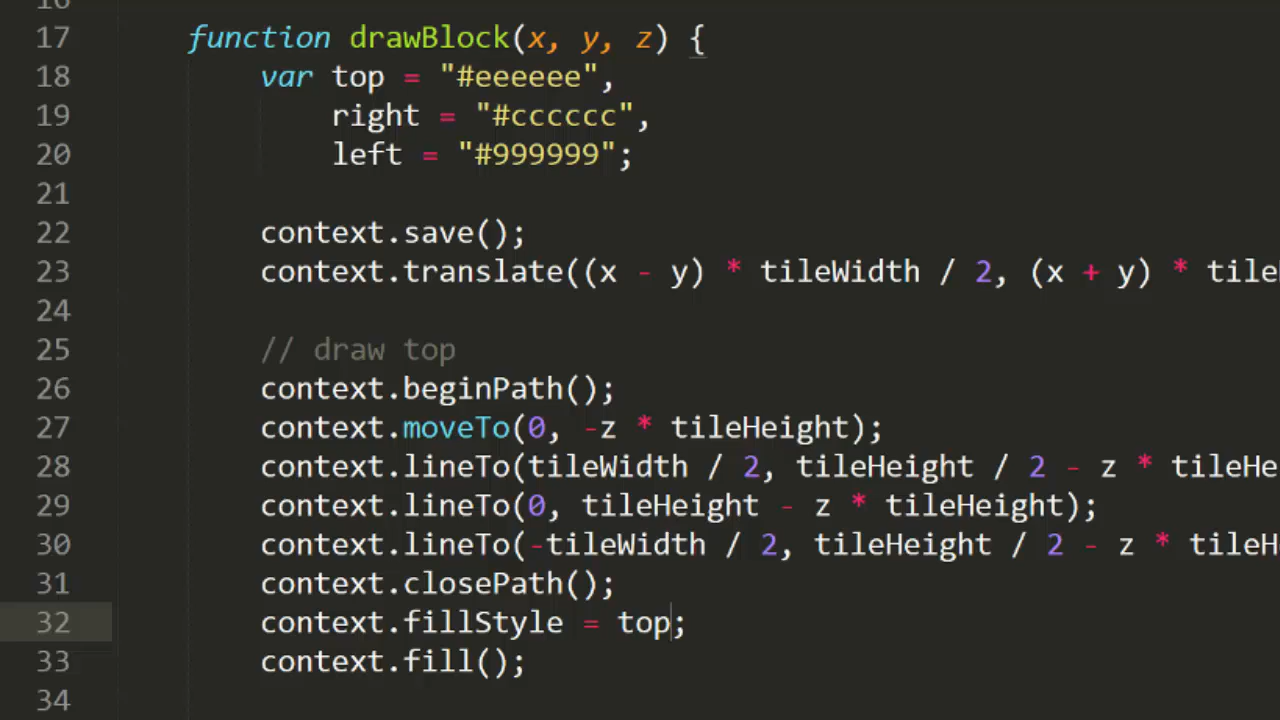 16
17 function drawBlock(x, y, z) {
18 var top = "#eeeeee",
19 right = "#cccccc",
20 left = "#999999";
21
22 context.save();
23 context.translate((x - y) * tileWidth / 2, (x + y) * tile
24
25 // draw top
26 context.beginPath();
27 context.moveTo(0, -z * tileHeight);
28 context.lineTo(tileWidth / 2, tileHeight / 2 - z * tileHe
29 context.lineTo(0, tileHeight - z * tileHeight);
30 context.lineTo(-tileWidth / 2, tileHeight / 2 - z * tileH
31 context.closePath();
32 context.fillStyle = top;
33 context.fill();
34